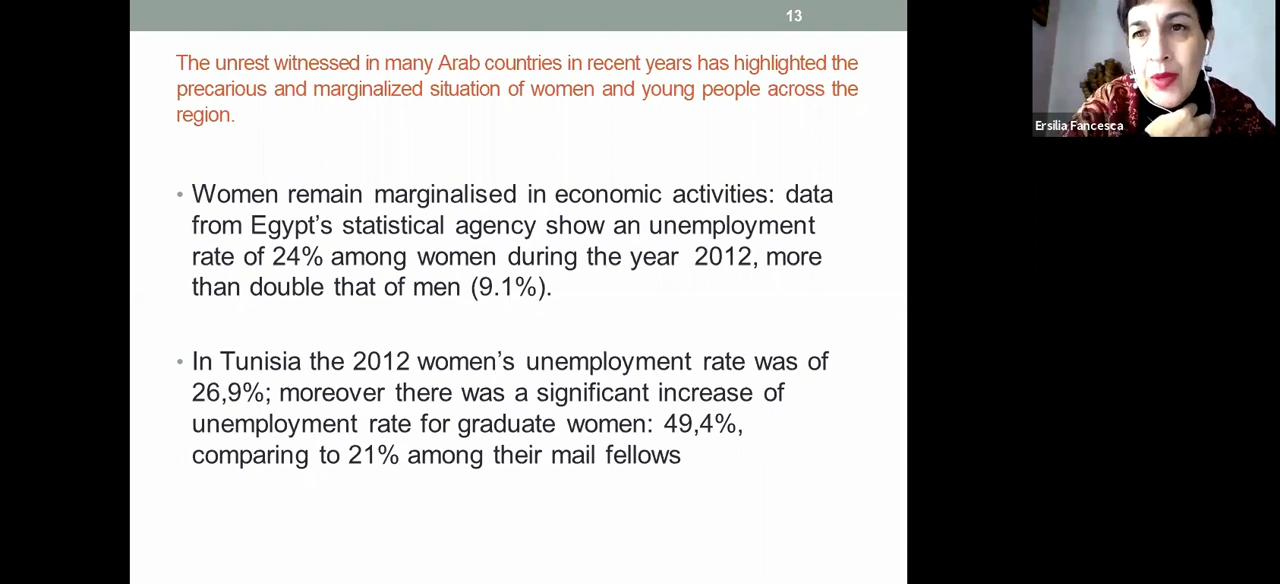 13
The unrest witnessed in many Arab countries in recent years has highlighted the
precarious and marginalized situation of women and young people across the
region.
• Women remain marginalised in economic activities: data
from Egypt's statistical agency show an unemployment
rate of 24% among women during the year 2012, more
than double that of men (9.1%).
• In Tunisia the 2012 women's unemployment rate was of
26,9%; moreover there was a significant increase of
unemployment rate for graduate women: 49,4%,
comparing to 21% among their mail fellows
Ersilia Fancesca